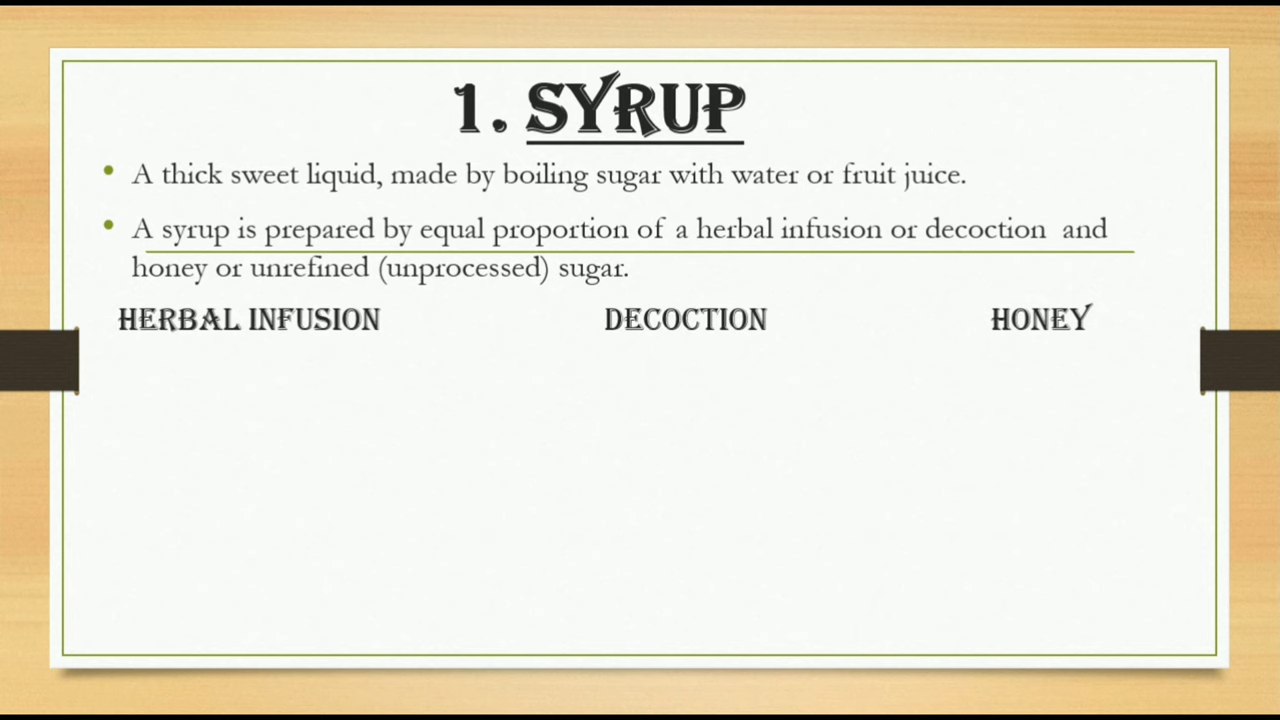 1. SYRUP
• A thick sweet liquid, made by boiling sugar with water or fruit juice.
• A syrup is prepared by equal proportion of a herbal infusion or decoction and
honey or unrefined (unprocessed) sugar.
HERBAL INFUSION DECOCTION HONEY